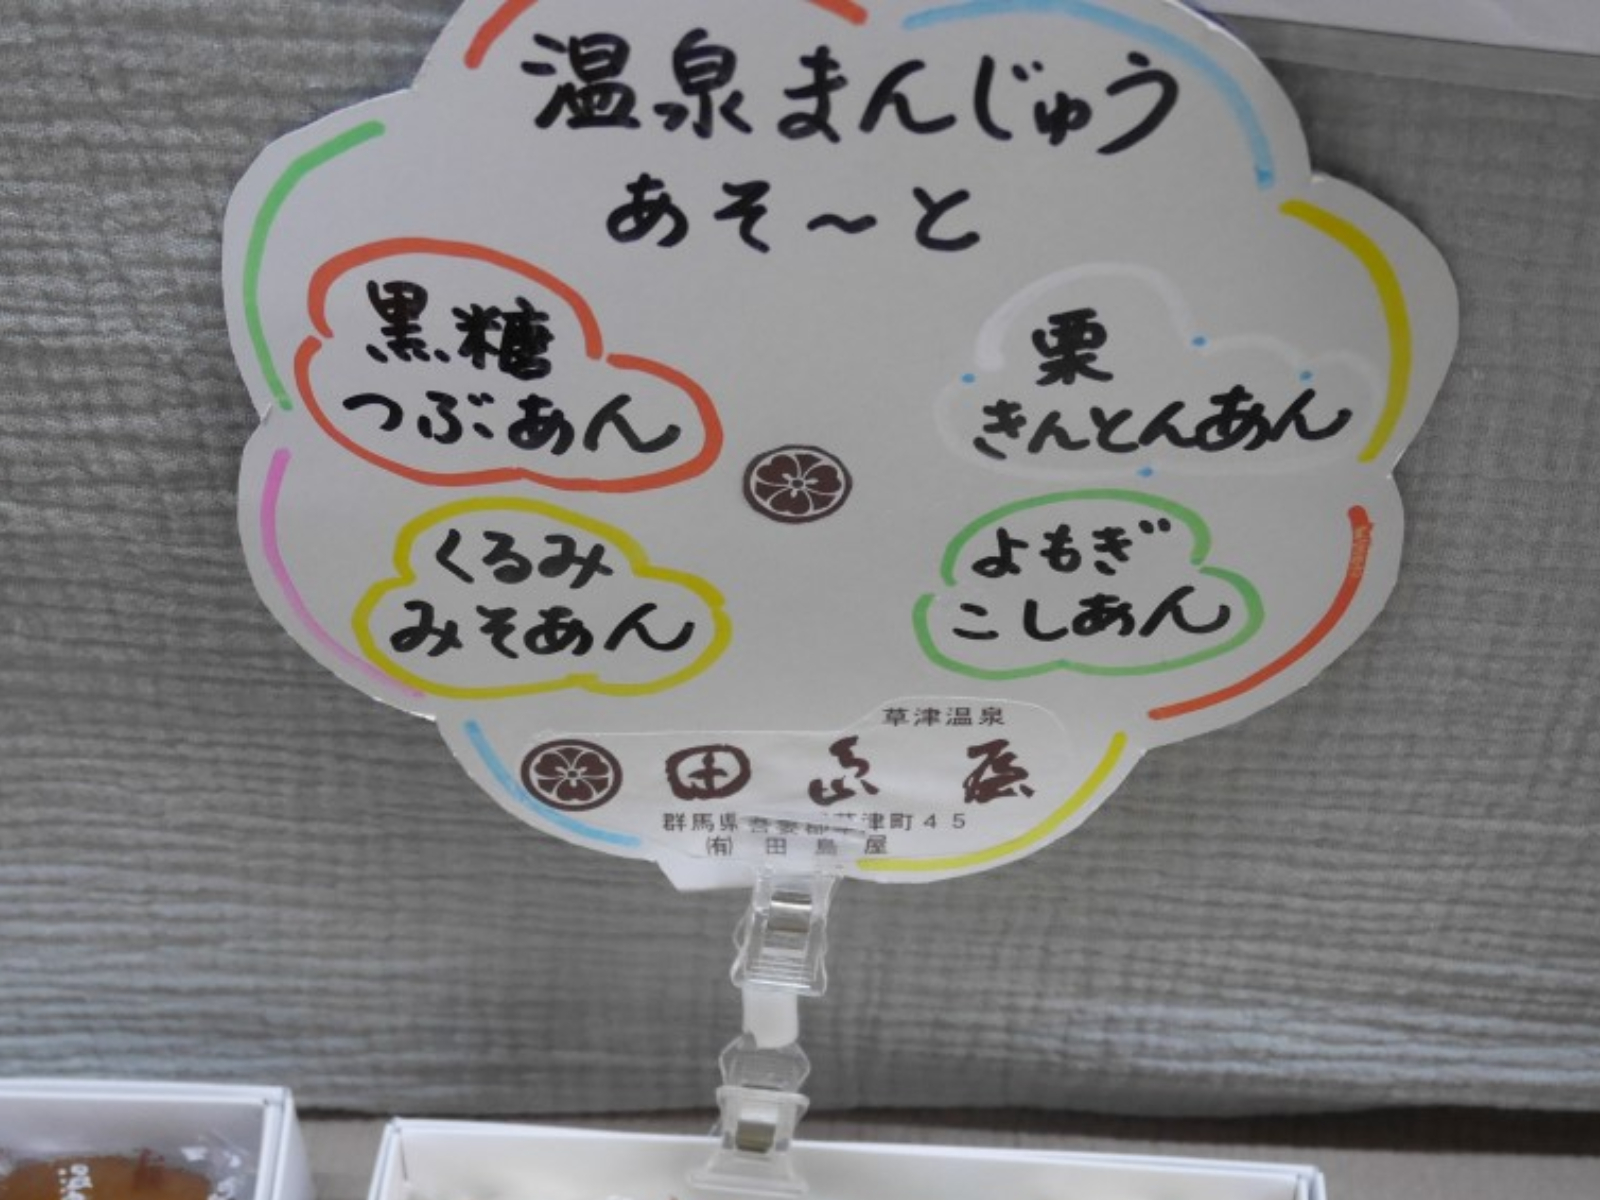 温泉まんじゅう
あそ～と
黒糖
つぶあん
栗
きんとんあん
くるみ
みそあん
よもぎ
こしあん
草津温泉
田島屋
群馬県吾妻郡草津町45
㈲ 田島屋